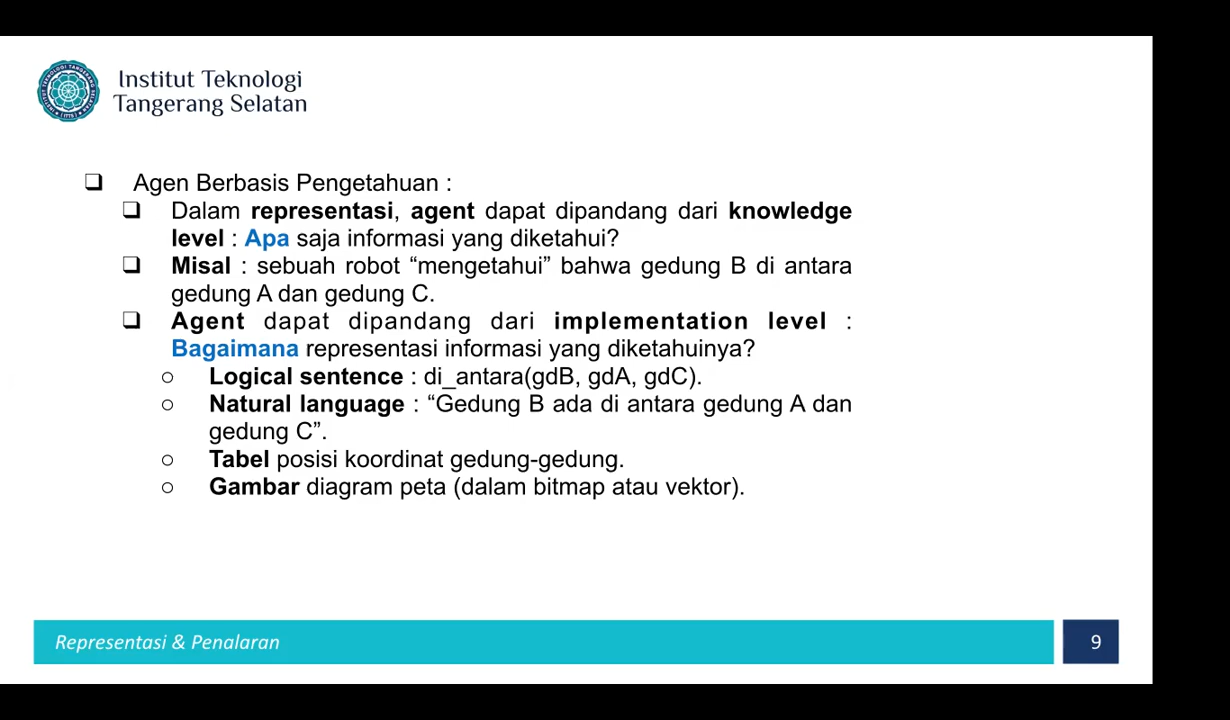 Institut Teknologi
Tangerang Selatan
❑ Agen Berbasis Pengetahuan :
❑ Dalam representasi, agent dapat dipandang dari knowledge
level : Apa saja informasi yang diketahui?
❑ Misal : sebuah robot “mengetahui” bahwa gedung B di antara
gedung A dan gedung C.
❑ Agent dapat dipandang dari implementation level :
Bagaimana representasi informasi yang diketahuinya?
○ Logical sentence : di_antara(gdB, gdA, gdC).
○ Natural language : “Gedung B ada di antara gedung A dan
gedung C”.
○ Tabel posisi koordinat gedung-gedung.
○ Gambar diagram peta (dalam bitmap atau vektor).
Representasi & Penalaran
9